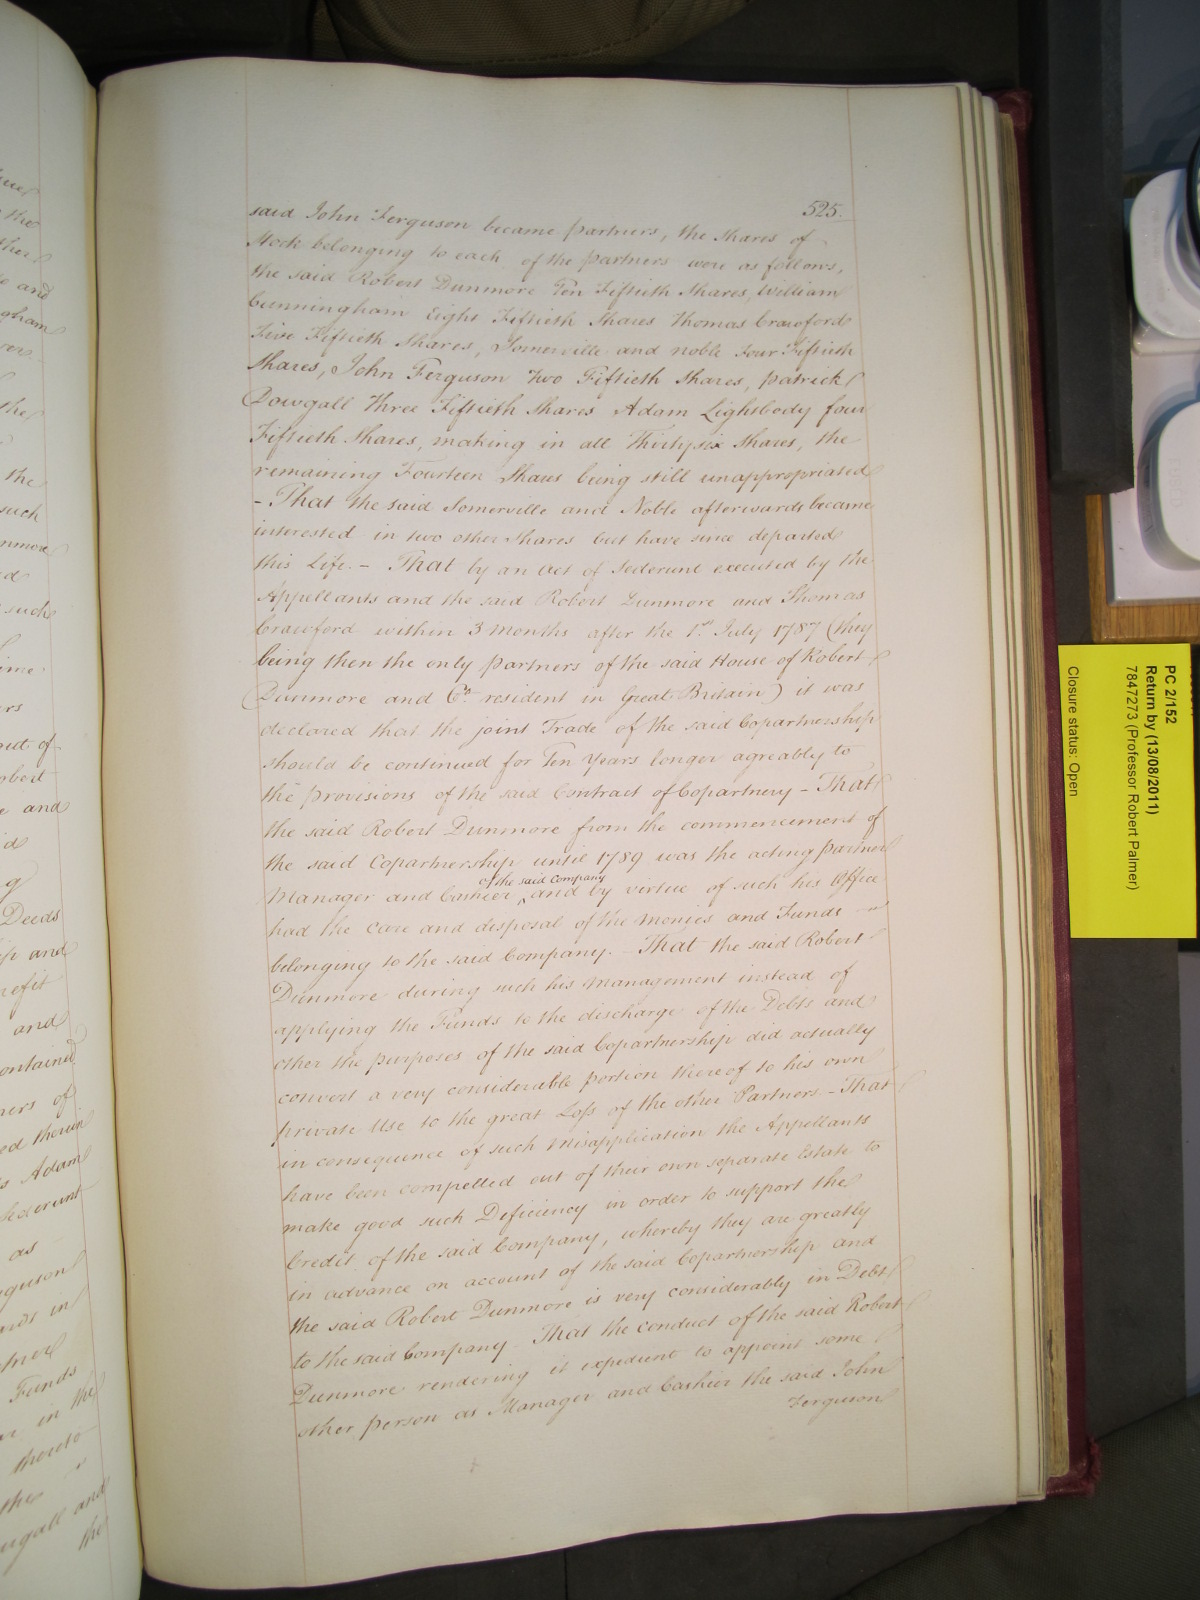 525.
said John Ferguson became partners, the shares of
Stock belonging to each of the partners were as follows,
the said Robert Dunmore Ten Fiftieth Shares, William
Cunningham Eight Fiftieth Shares Thomas Crawford
Five Fiftieth Shares, Somerville and Noble Four Fiftieth
Shares, John Ferguson Two Fiftieth Shares, Patrick
Dowgall Three Fiftieth Shares Adam Lightbody four
Fiftieth Shares, making in all Thirtysix Shares, the
remaining Fourteen Shares being still unappropriated
- That the said Somerville and Noble afterwards became
interested in two other Shares but have since departed
this Life. - That by an Act of Sederunt executed by the
Appellants and the said Robert Dunmore and Thomas
Crawford within 3 months after the 1st July 1787 (they
being then the only partners of the said House of Robert
Dunmore and Co. resident in Great Britain) it was
declared that the joint Trade of the said Copartnership
should be continued for Ten Years longer agreably to
the provisions of the said Contract of Copartnery - That
the said Robert Dunmore from the commencement of
the said Copartnership until 1789 was the acting partner
of the said Company
Manager and Cashier, and by virtue of such his Office
had the Care and disposal of the Monies and Funds
belonging to the said Company. - That the said Robert
Dunmore during such his management instead of
applying the Funds to the discharge of the Debts and
other the purposes of the said Copartnership did actually
convert a very considerable portion thereof to his own
private Use to the great Loss of the other Partners - That
in consequence of such misapplication the Appellants
have been compelled out of their own separate Estate to
make good such Deficiency in order to support the
Credit of the said Company, whereby they are greatly
in advance on account of the said Copartnership and
the said Robert Dunmore is very considerably in Debt
to the said Company - That the conduct of the said Robert
Dunmore rendering it expedient to appoint some
other person as Manager and Cashier the said John
Ferguson
PC 2/152
Return by (13/08/2011)
7847273 (Professor Robert Palmer)
Closure status: Open